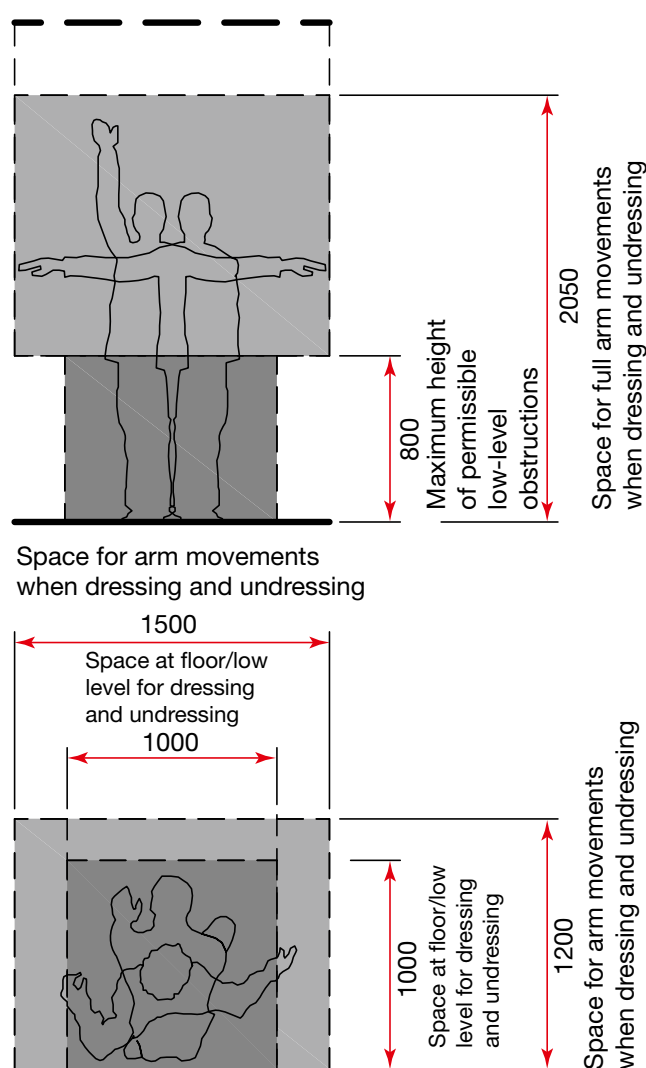 800
Maximum height
of permissible
low-level
obstructions
2050
Space for full arm movements
when dressing and undressing
Space for arm movements
when dressing and undressing
1500
Space at floor/low
level for dressing
and undressing
1000
1000
Space at floor/low
level for dressing
and undressing
1200
Space for arm movements
when dressing and undressing